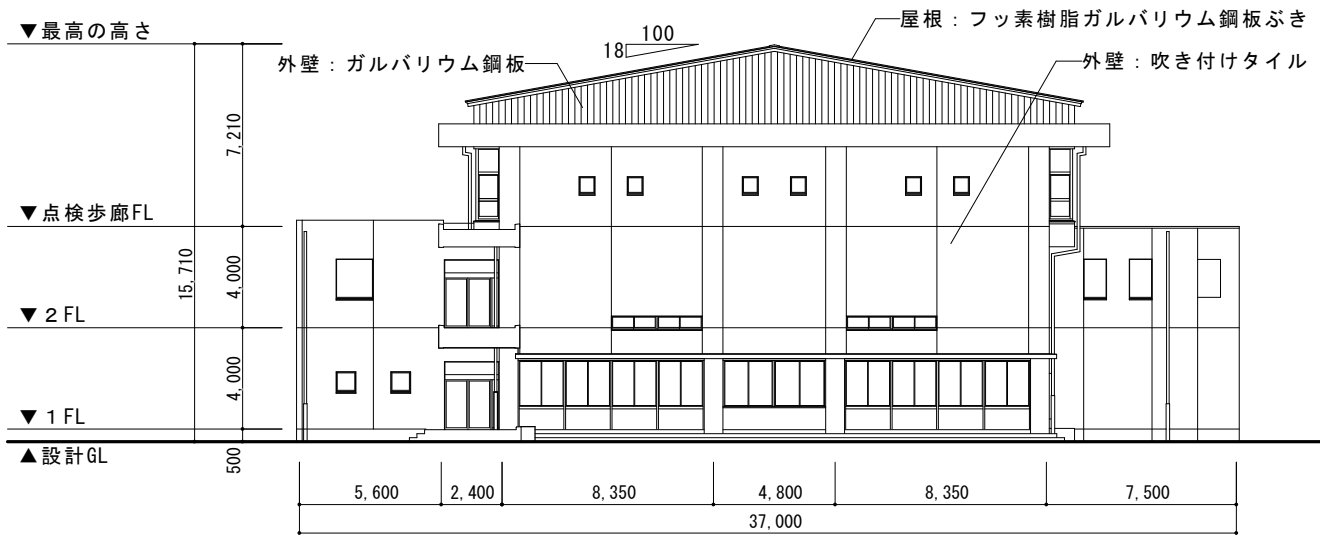 ▼最高の高さ
100
18
屋根：フッ素樹脂ガルバリウム鋼板ぶき
外壁：ガルバリウム鋼板
外壁：吹き付けタイル
7,210
▼点検歩廊FL
15,710
4,000
▼2FL
4,000
▼1FL
▲設計GL
500
5,600
2,400
8,350
4,800
8,350
7,500
37,000